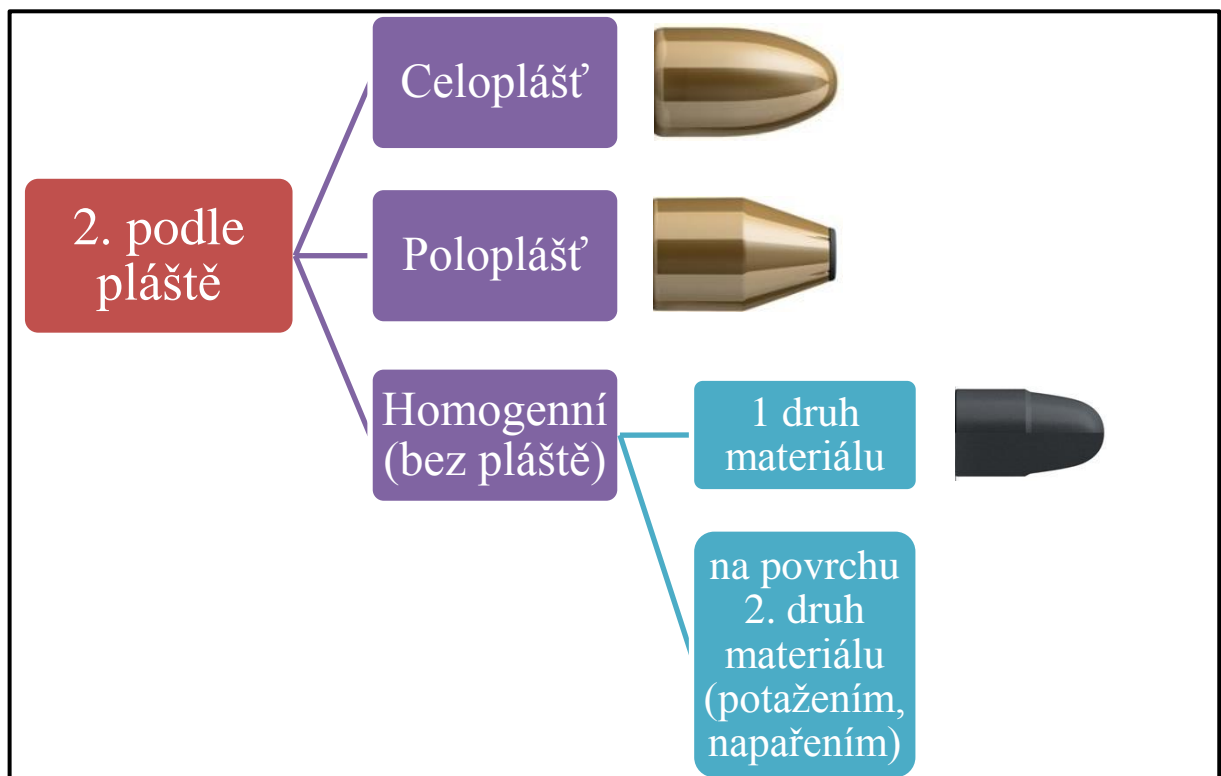 Celoplášť
2. podle
pláště
Poloplášť
Homogenní
(bez pláště)
1 druh
materiálu
na povrchu
2. druh
materiálu
(potažením,
napařením)